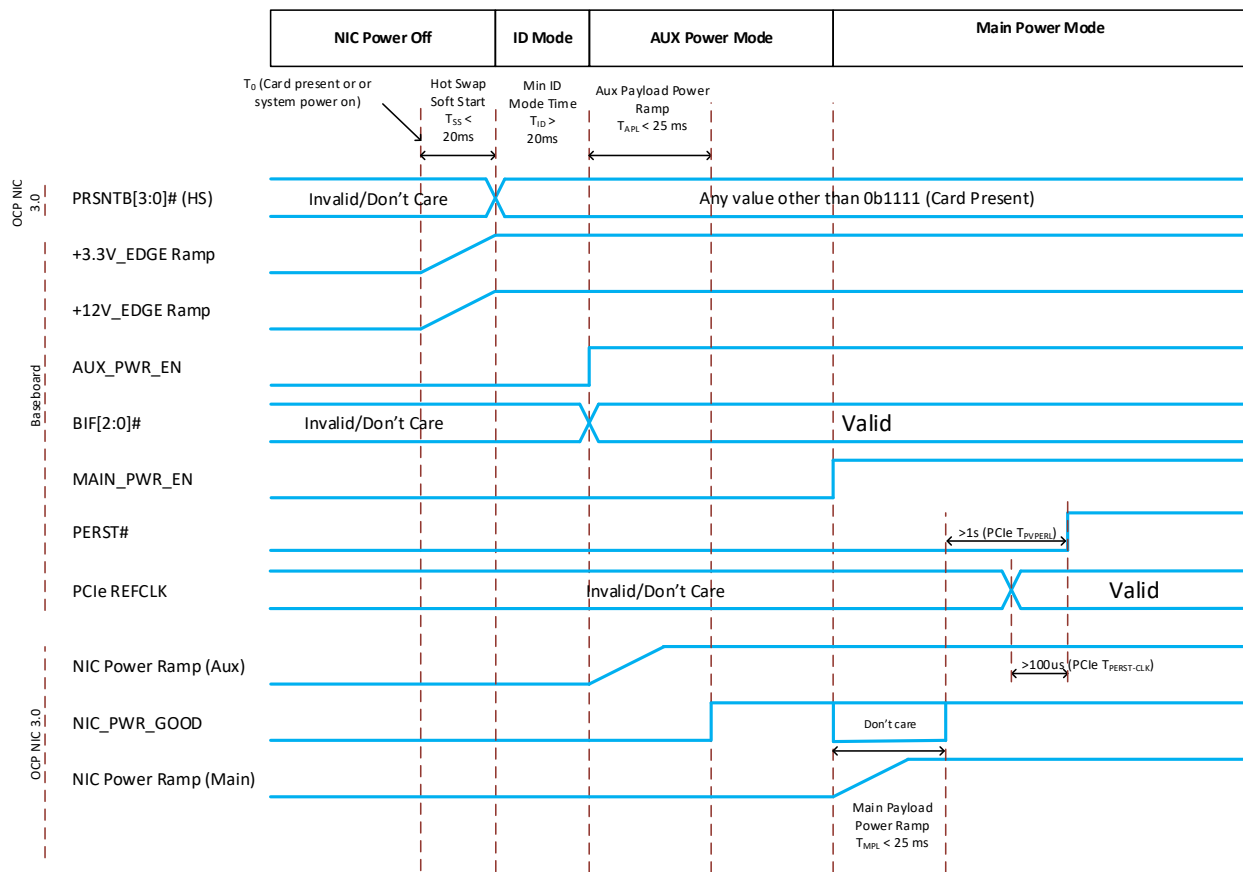 NIC Power Off
ID Mode
AUX Power Mode
Main Power Mode
T0 (Card present or or
system power on)
Hot Swap
Soft Start
TSS <
20ms
Min ID
Mode Time
TID >
20ms
Aux Payload Power
Ramp
TAPL < 25 ms
OCP NIC
3.0
PRSNTB[3:0]# (HS)
Invalid/Don't Care
Any value other than 0b1111 (Card Present)
Baseboard
+3.3V_EDGE Ramp
+12V_EDGE Ramp
AUX_PWR_EN
BIF[2:0]#
Invalid/Don't Care
Valid
MAIN_PWR_EN
PERST#
>1s (PCIe TPVPERL)
PCIe REFCLK
Invalid/Don't Care
Valid
OCP NIC 3.0
NIC Power Ramp (Aux)
>100us (PCIe TPERST-CLK)
NIC_PWR_GOOD
Don't care
NIC Power Ramp (Main)
Main Payload
Power Ramp
TMPL < 25 ms